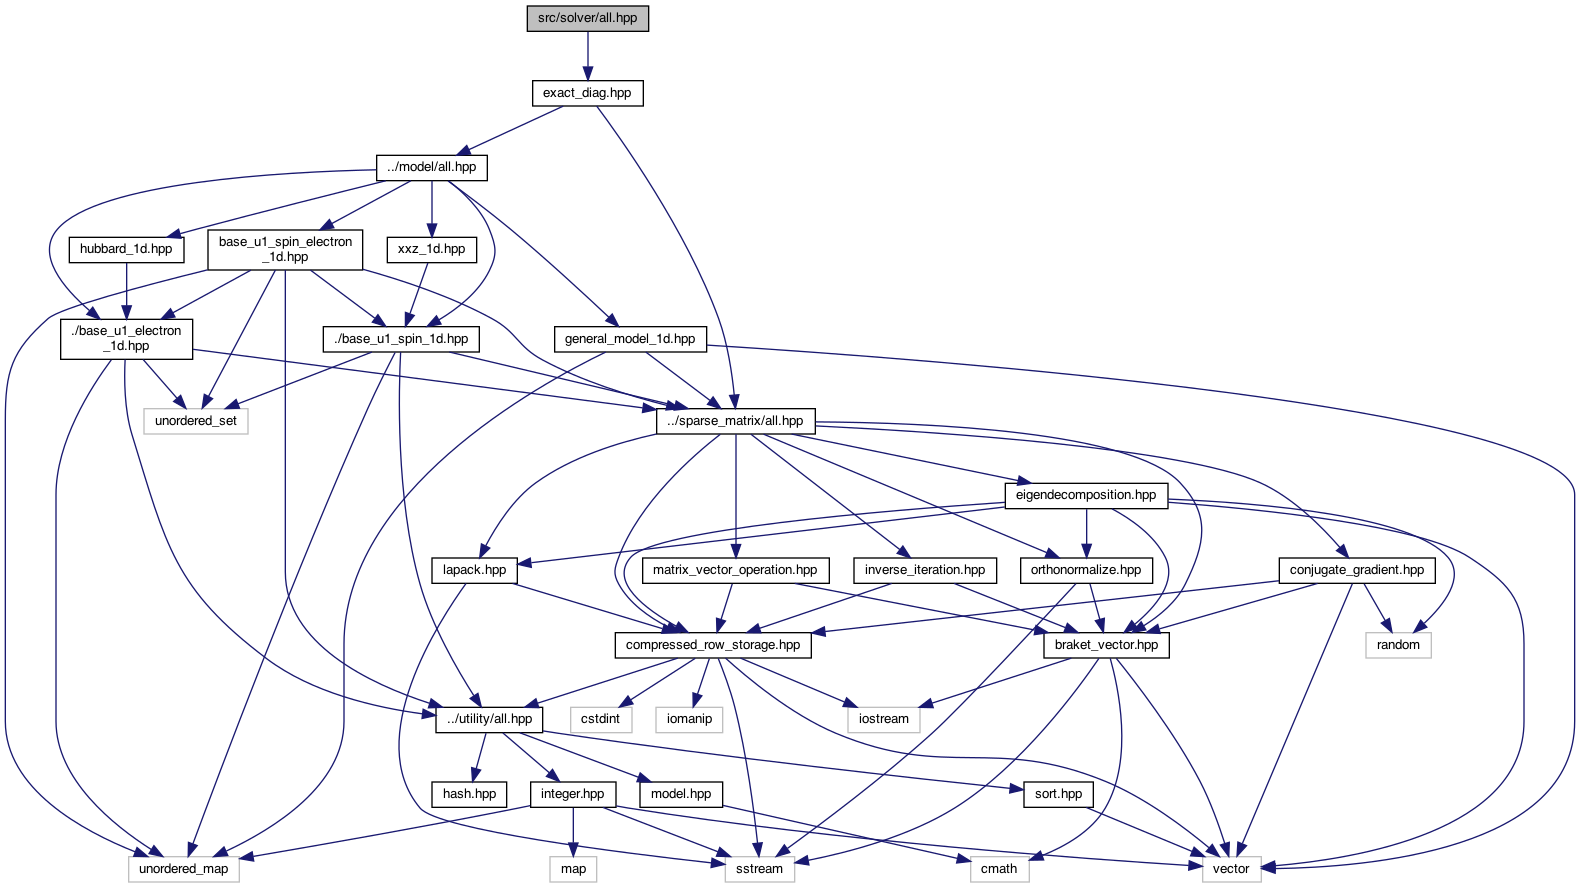 src/solver/all.hpp
exact_diag.hpp
../model/all.hpp
hubbard_1d.hpp
base_u1_spin_electron
_1d.hpp
xxz_1d.hpp
./base_u1_electron
_1d.hpp
./base_u1_spin_1d.hpp
general_model_1d.hpp
unordered_set
../sparse_matrix/all.hpp
eigendecomposition.hpp
lapack.hpp
matrix_vector_operation.hpp
inverse_iteration.hpp
orthonormalize.hpp
conjugate_gradient.hpp
compressed_row_storage.hpp
braket_vector.hpp
random
../utility/all.hpp
cstdint
iomanip
iostream
hash.hpp
integer.hpp
model.hpp
sort.hpp
unordered_map
map
sstream
cmath
vector